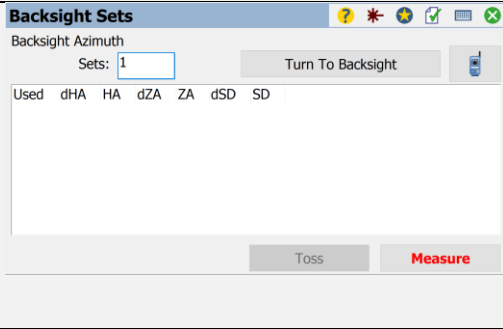 Backsight Sets
?
Backsight Azimuth
Sets: 1 Turn To Backsight
Used dHA HA dZA ZA dSD SD
Toss Measure